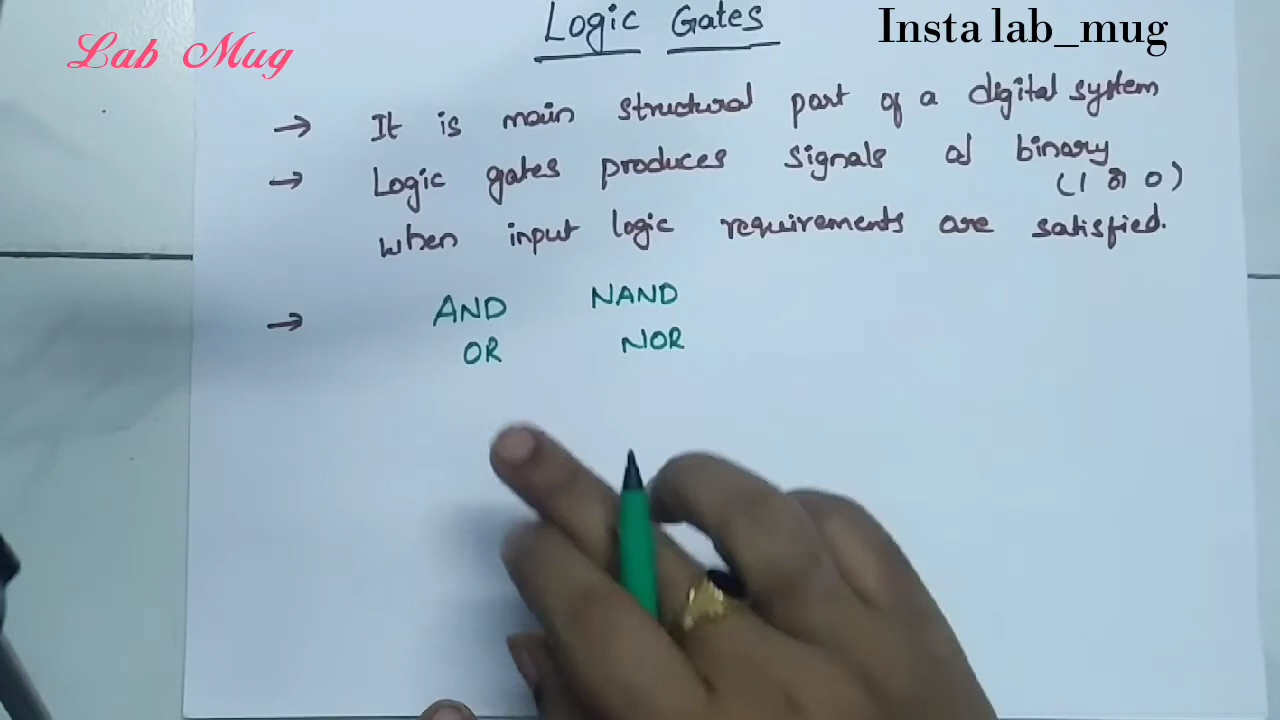 Lab Mug
Insta lab_mug
Logic Gates
→ It is main structural part of a digital system
→ Logic gates produces signals of binary
(1 or 0)
when input logic requirements are satisfied.
→ AND NAND
OR NOR